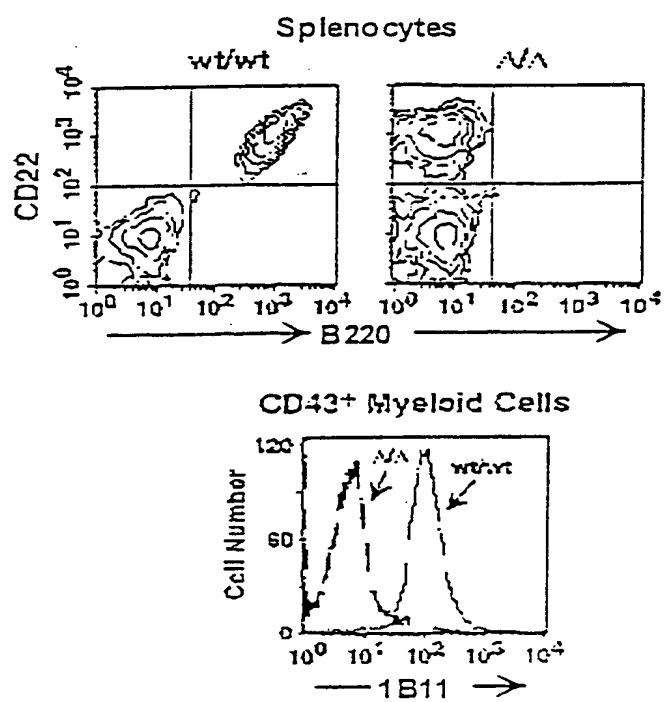 Splenocytes
wt/wt Δ/Δ
CD22
10⁴
10³
10²
10¹
10⁰
10⁰ 10¹ 10² 10³ 10⁴
10⁰ 10¹ 10² 10³ 10⁴
B220
CD43⁺ Myeloid Cells
Cell Number
120
60
0
Δ/Δ wt/wt
10⁰ 10¹ 10² 10³ 10⁴
1B11